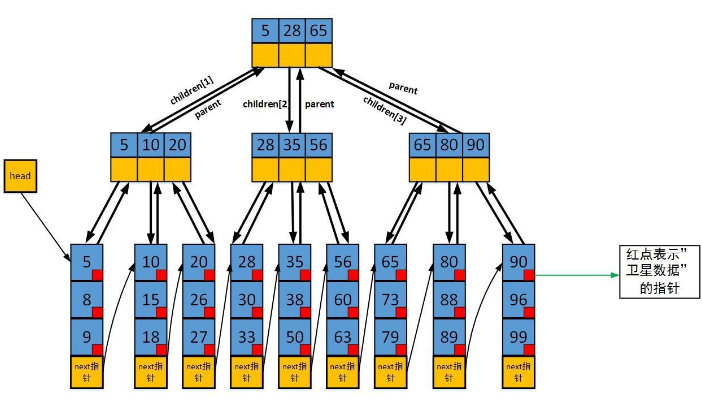 5 28 65
children[1]
parent
children[2
parent
parent
children[3]
5 10 20
28 35 56
65 80 90
head
5 10 20 28 35 56 65 80 90
8 15 26 30 38 60 73 88 96
9 18 27 33 50 63 79 89 99
next指 next指 next指 next指 next指 next指 next指 next指 next指
针 针 针 针 针 针 针 针 针
红点表示”
卫星数据”
的指针